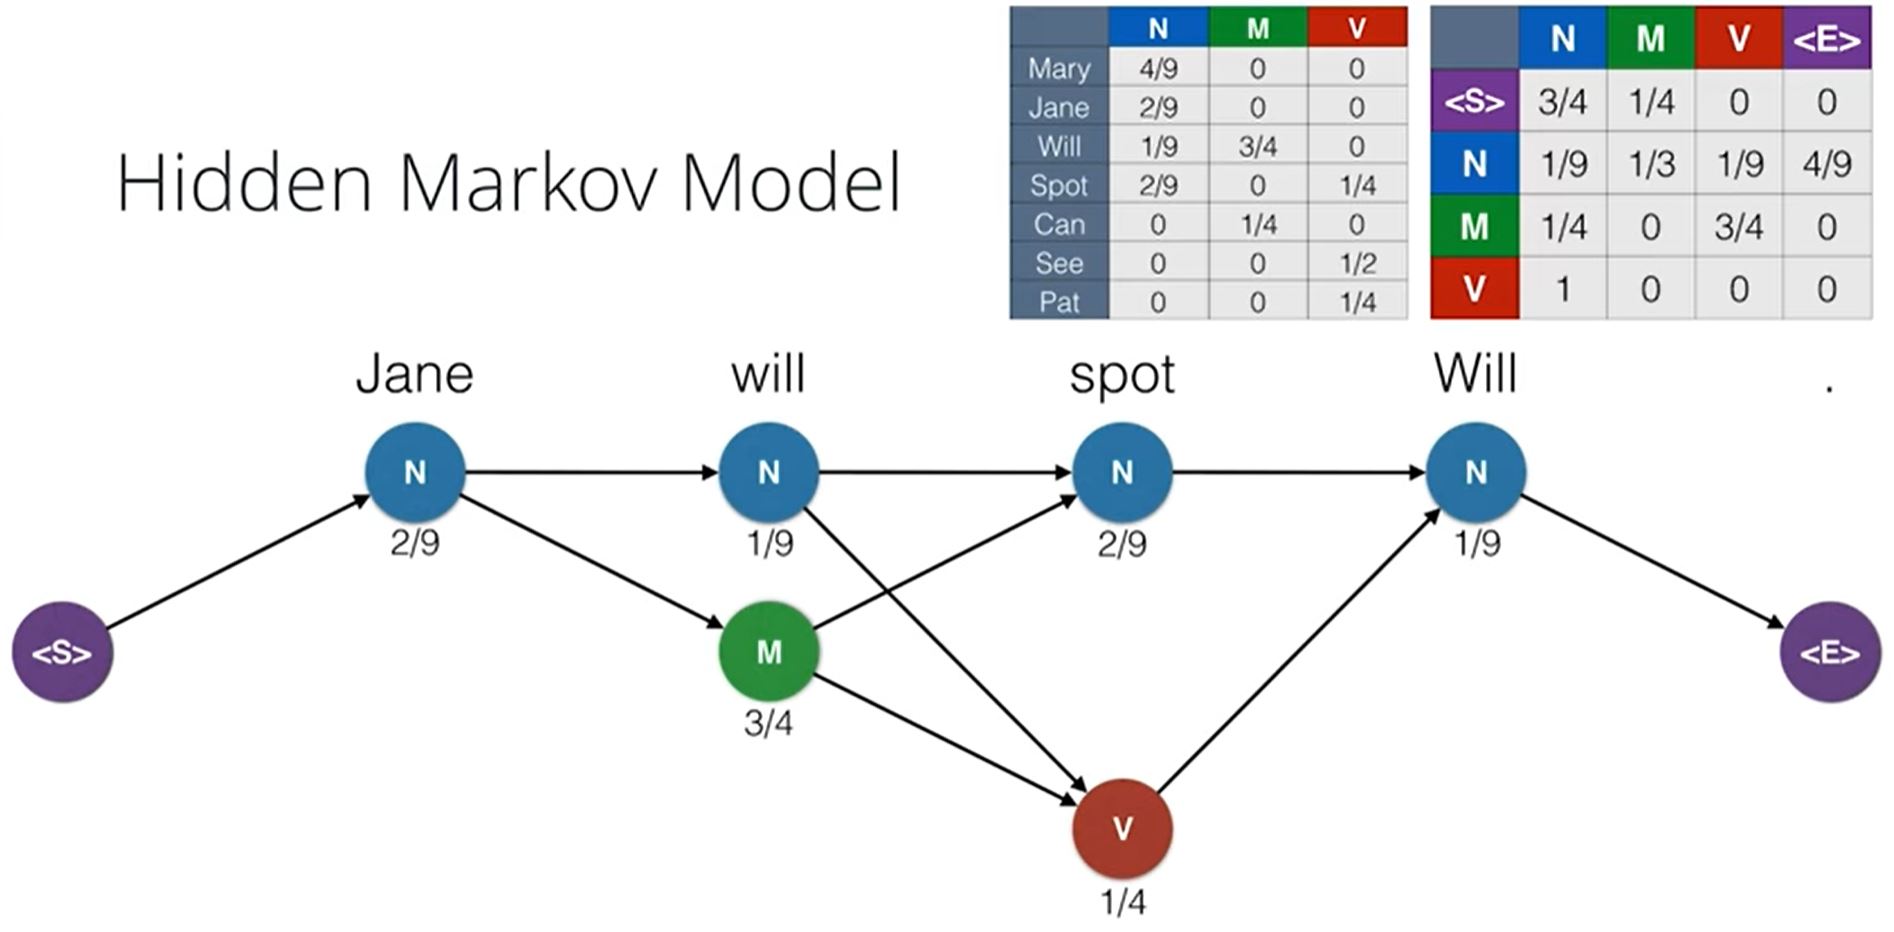 Hidden Markov Model
N M V
Mary 4/9 0 0
Jane 2/9 0 0
Will 1/9 3/4 0
Spot 2/9 0 1/4
Can 0 1/4 0
See 0 0 1/2
Pat 0 0 1/4
N M V <E>
<S> 3/4 1/4 0 0
N 1/9 1/3 1/9 4/9
M 1/4 0 3/4 0
V 1 0 0 0
Jane will spot Will .
N N N N
2/9 1/9 2/9 1/9
<S> M <E>
3/4
V
1/4